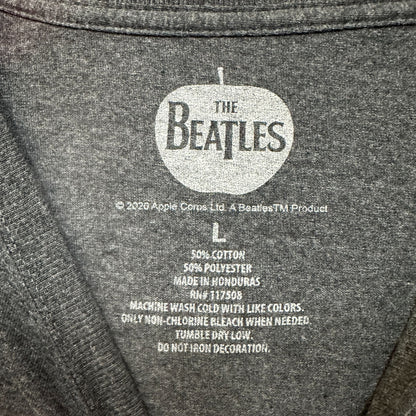 THE
BEATLES
© 2020 Apple Corps Ltd. A Beatles™ Product
L
50% COTTON
50% POLYESTER
MADE IN HONDURAS
RN# 117508
MACHINE WASH COLD WITH LIKE COLORS.
ONLY NON-CHLORINE BLEACH WHEN NEEDED.
TUMBLE DRY LOW.
DO NOT IRON DECORATION.